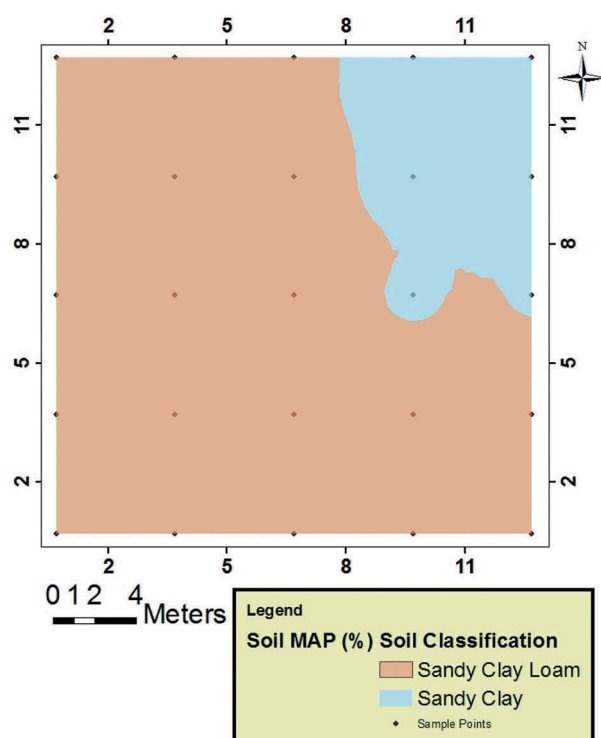 2 5 8 11
N
11 11
8 8
5 5
2 2
2 5 8 11
0 1 2 4 Meters
Legend
Soil MAP (%) Soil Classification
Sandy Clay Loam
Sandy Clay
Sample Points